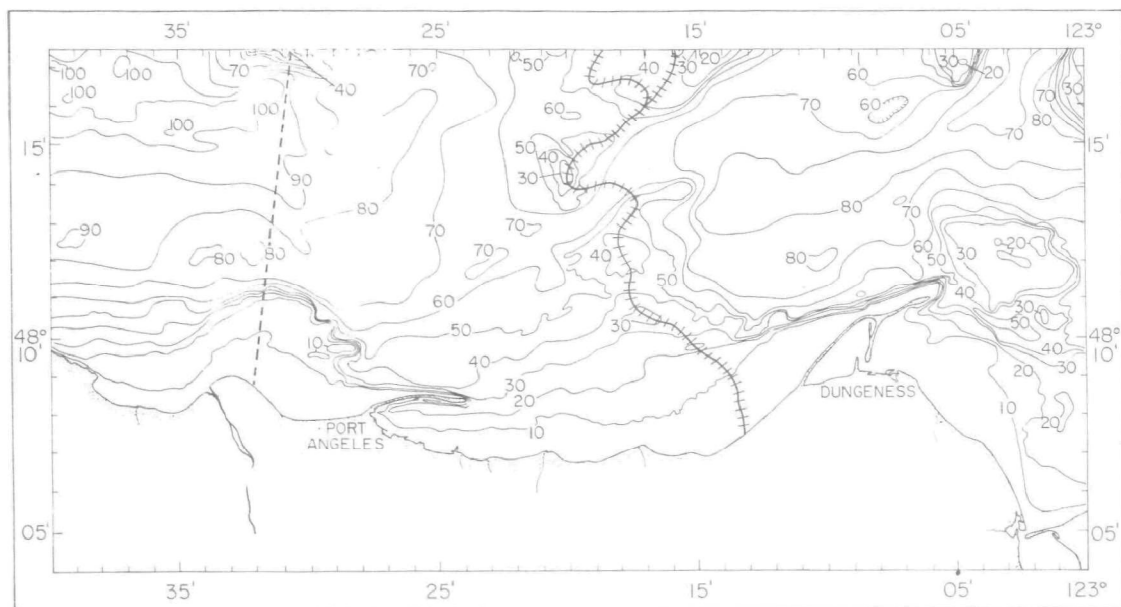 35' 25' 15' 05' 123°
100 100 70 40 70 50 40 30 20 30 20 30
100 60 60 70
100 70 80
15' 50 40 70 15'
30
90 80 80 70
90 80 80 70 70 70 40 50 80 60 50 30 20
60 40
50 30 30
48° 10' 10 40 50 40 48° 10'
30 20 30
20 DUNGENESS 10
PORT ANGELES 10 20
05' 05'
35' 25' 15' 05' 123°